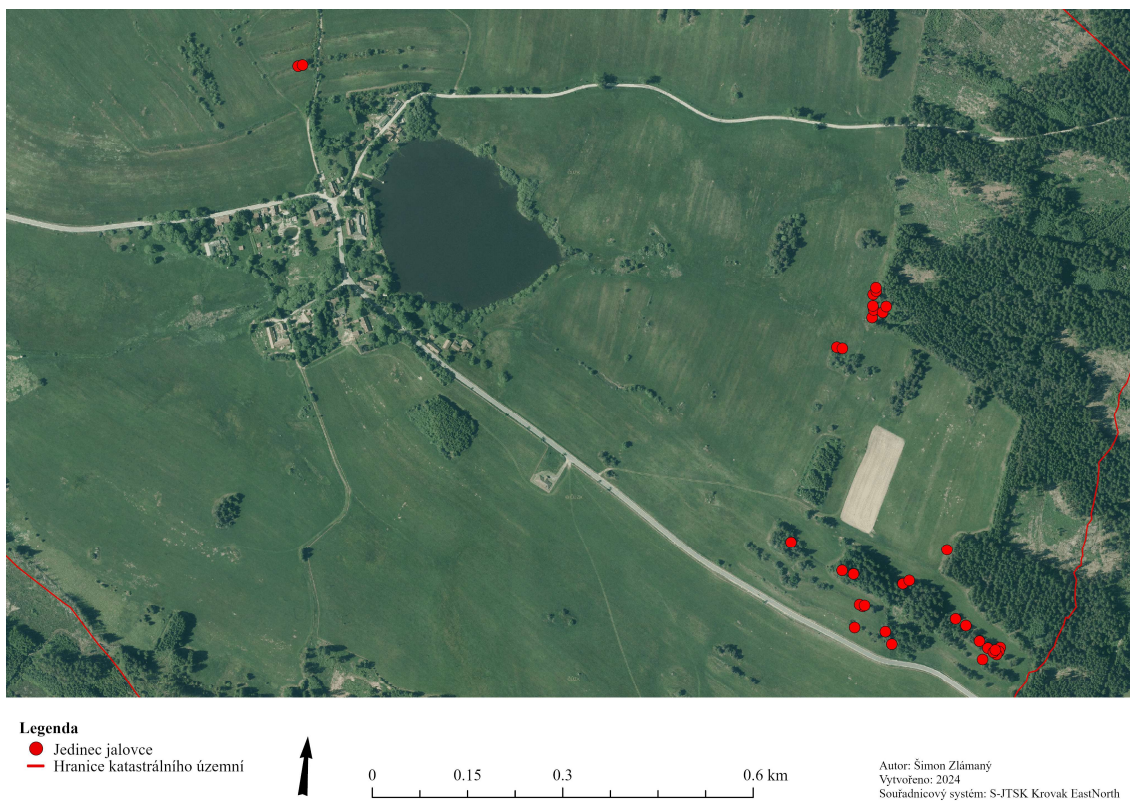 Legenda
Jedinec jalovce
Hranice katastrálního území
0 0.15 0.3 0.6 km
Autor: Šimon Zlámaný
Vytvořeno: 2024
Souřadnicový systém: S-JTSK Krovak EastNorth